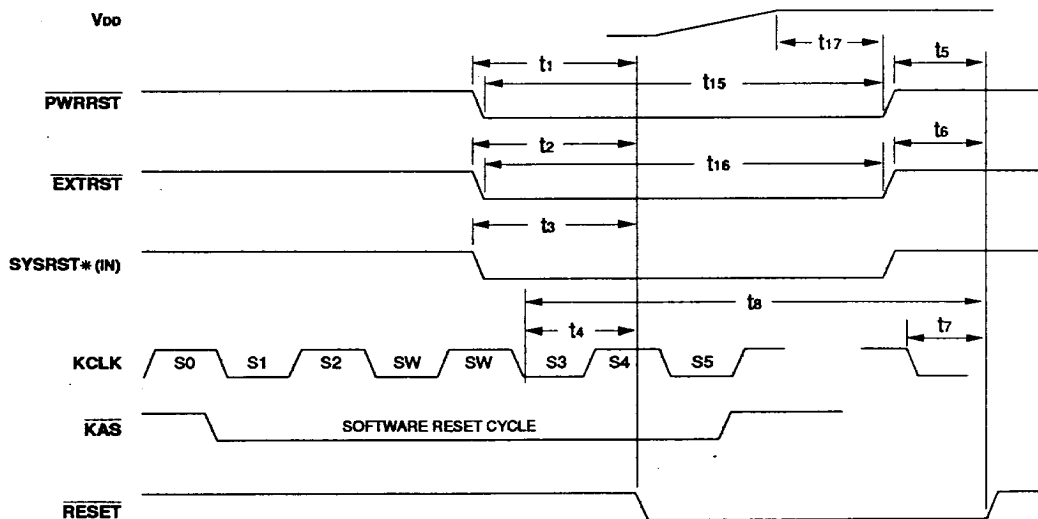 VDD
t17
t5
t1
t15
PWRRST
t2
t6
t16
EXTRST
t3
SYSRST* (IN)
t8
t4
t7
KCLK S0 S1 S2 SW SW S3 S4 S5
KAS SOFTWARE RESET CYCLE
RESET